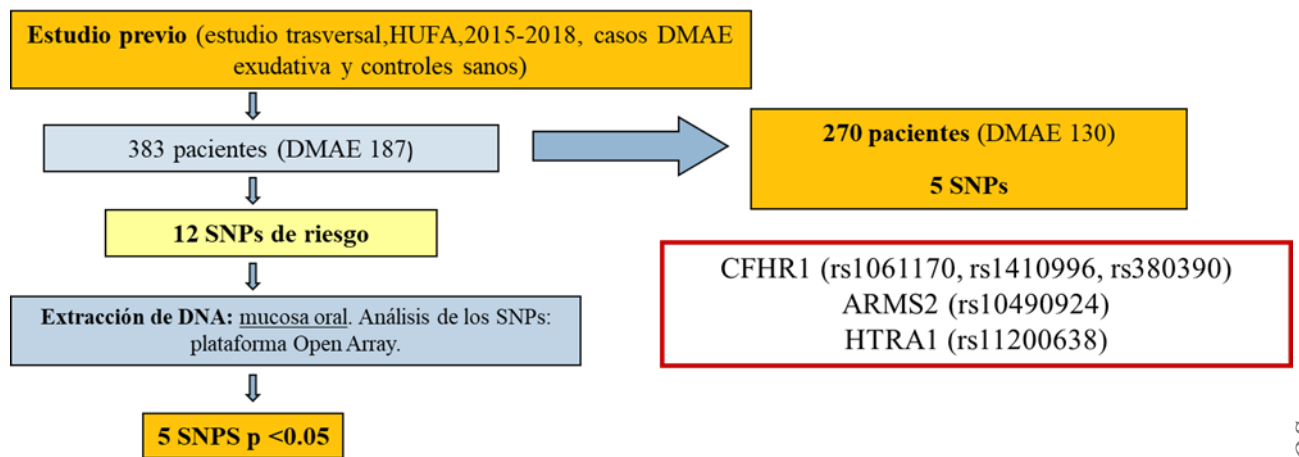 Estudio previo (estudio trasversal,HUFA,2015-2018, casos DMAE
exudativa y controles sanos)
383 pacientes (DMAE 187)
12 SNPs de riesgo
Extracción de DNA: mucosa oral. Análisis de los SNPs:
plataforma Open Array.
5 SNPS p <0.05
270 pacientes (DMAE 130)
5 SNPs
CFHR1 (rs1061170, rs1410996, rs380390)
ARMS2 (rs10490924)
HTRA1 (rs11200638)